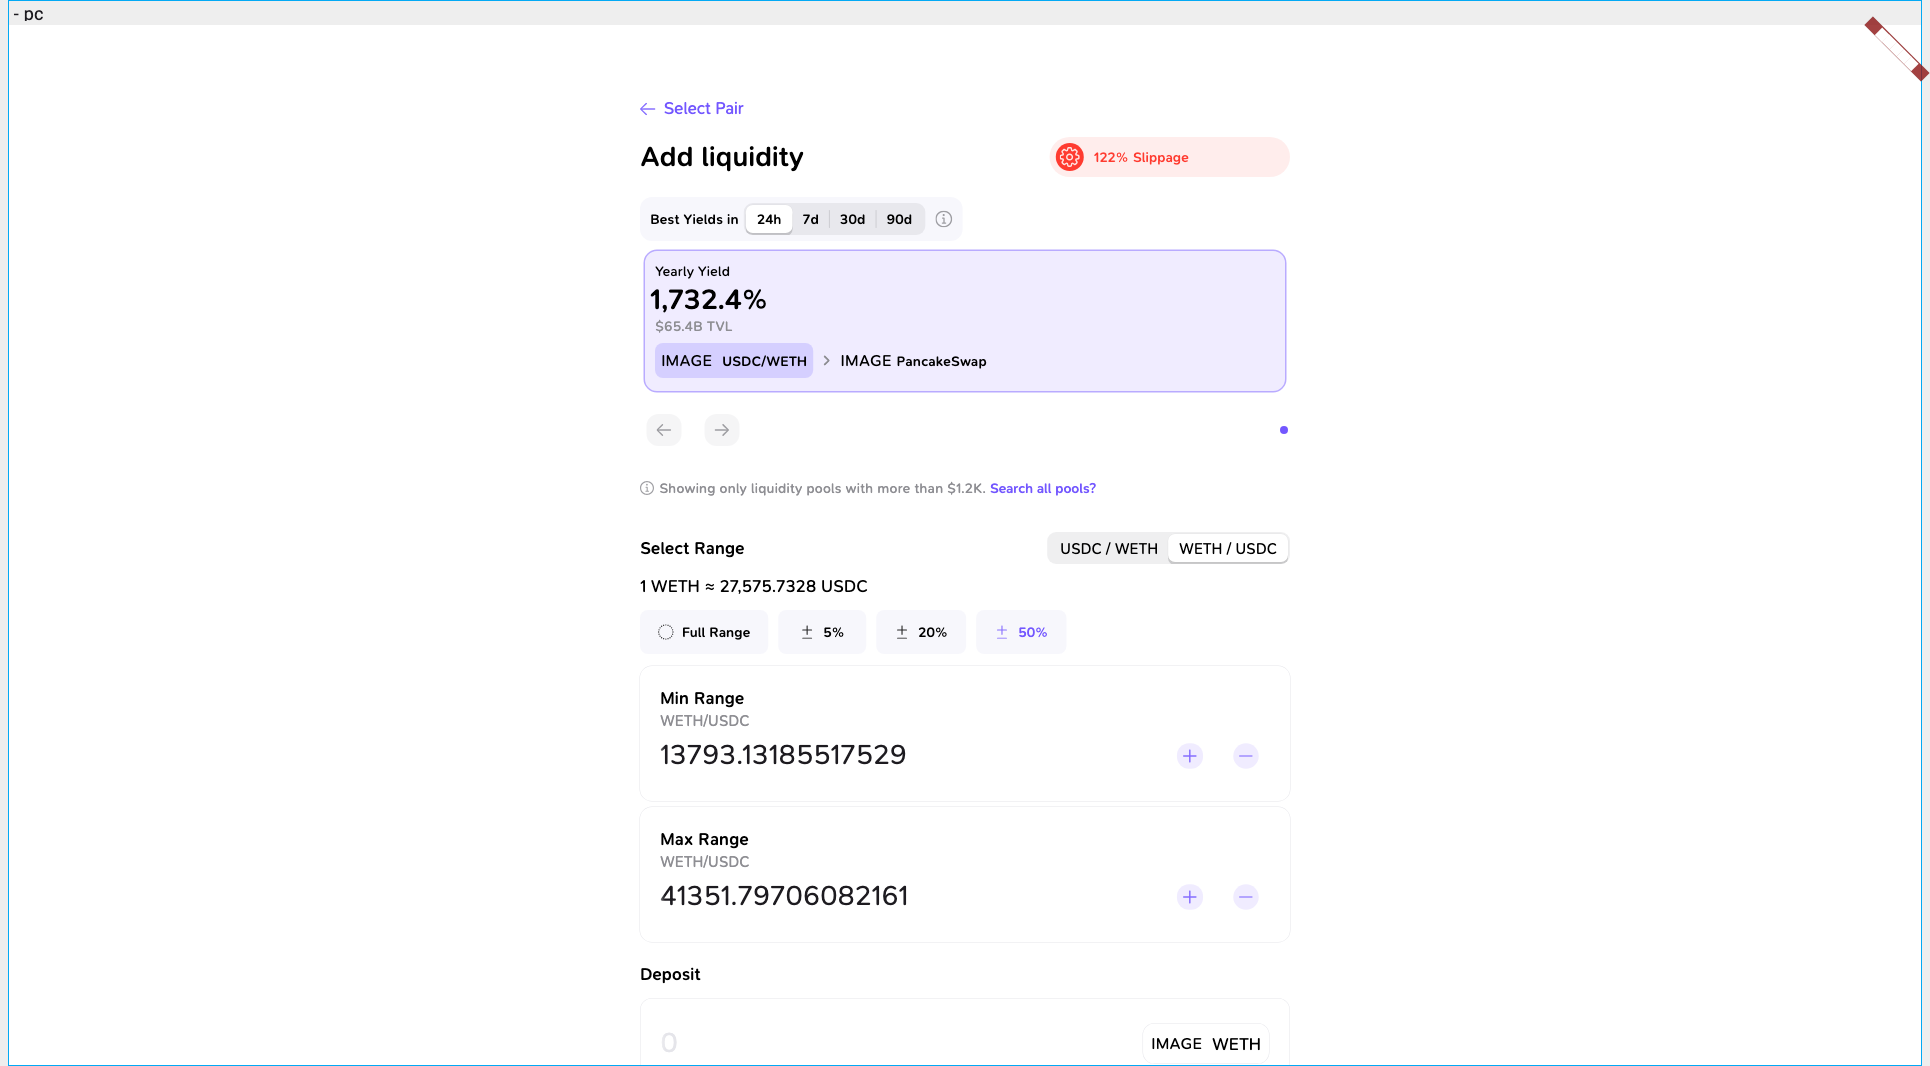 - pc
Select Pair
Add liquidity
122% Slippage
Best Yields in 24h 7d 30d 90d
Yearly Yield
1,732.4%
$65.4B TVL
IMAGE USDC/WETH > IMAGE PancakeSwap
Showing only liquidity pools with more than $1.2K. Search all pools?
Select Range
USDC / WETH WETH / USDC
1 WETH ≈ 27,575.7328 USDC
Full Range ± 5% ± 20% ± 50%
Min Range
WETH/USDC
13793.13185517529
Max Range
WETH/USDC
41351.79706082161
Deposit
0
IMAGE WETH